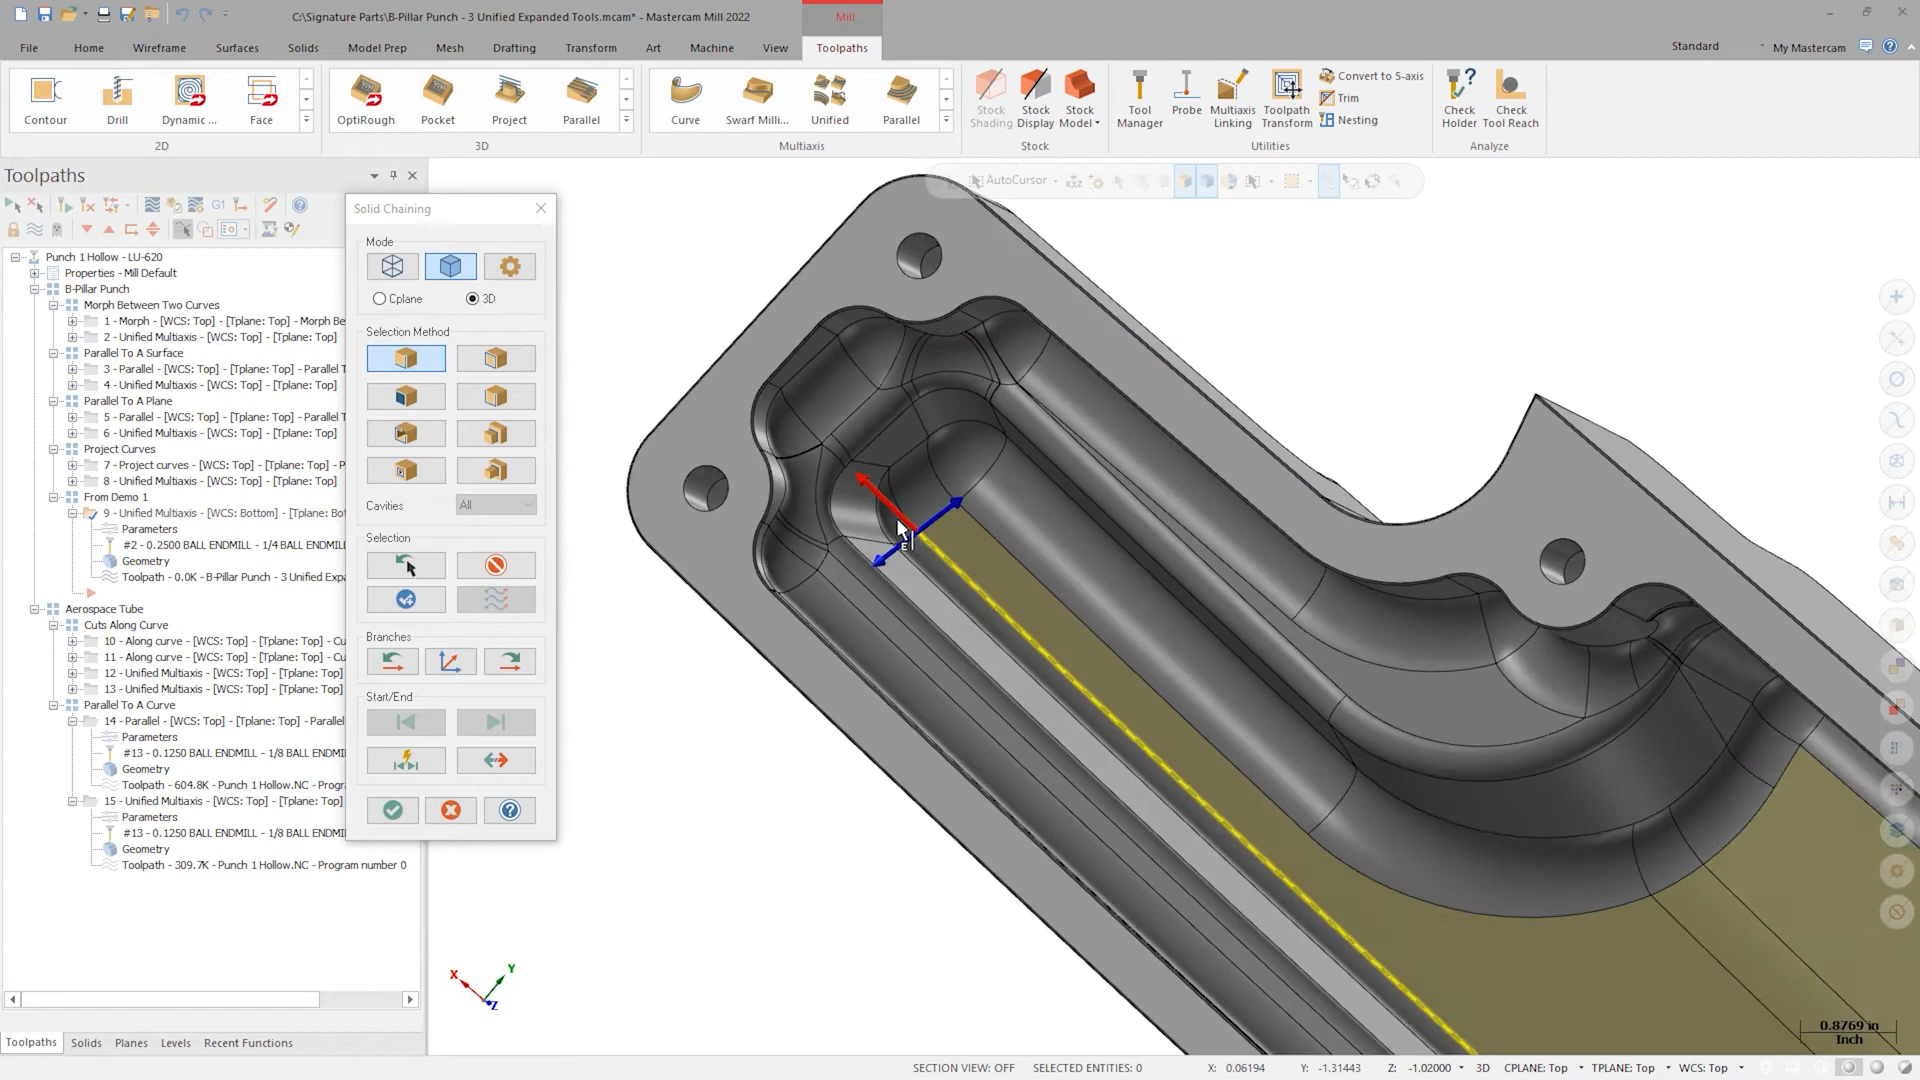 C:\Signature Parts\B-Pillar Punch - 3 Unified Expanded Tools.mcam* - Mastercam Mill 2022
Mill
File Home Wireframe Surfaces Solids Model Prep Mesh Drafting Transform Art Machine View Toolpaths
Standard My Mastercam
Contour Drill Dynamic ... Face
2D
OptiRough Pocket Project Parallel
3D
Curve Swarf Milli... Unified Parallel
Multiaxis
Stock Shading
Stock Display
Stock Model
Stock
Tool Manager
Probe
Multiaxis Linking
Toolpath Transform
Convert to 5-axis
Trim
Nesting
Utilities
Check Holder
Check Tool Reach
Analyze
Toolpaths
G1
Punch 1 Hollow - LU-620
Properties - Mill Default
B-Pillar Punch
Morph Between Two Curves
1 - Morph - [WCS: Top] - [Tplane: Top] - Morph Be
2 - Unified Multiaxis - [WCS: Top] - [Tplane: Top]
Parallel To A Surface
3 - Parallel - [WCS: Top] - [Tplane: Top] - Parallel T
4 - Unified Multiaxis - [WCS: Top] - [Tplane: Top]
Parallel To A Plane
5 - Parallel - [WCS: Top] - [Tplane: Top] - Parallel T
6 - Unified Multiaxis - [WCS: Top] - [Tplane: Top]
Project Curves
7 - Project curves - [WCS: Top] - [Tplane: Top] - P
8 - Unified Multiaxis - [WCS: Top] - [Tplane: Top]
From Demo 1
9 - Unified Multiaxis - [WCS: Bottom] - [Tplane: Bot
Parameters
#2 - 0.2500 BALL ENDMILL - 1/4 BALL ENDMILL
Geometry
Toolpath - 0.0K - B-Pillar Punch - 3 Unified Expa
Aerospace Tube
Cuts Along Curve
10 - Along curve - [WCS: Top] - [Tplane: Top] - Cu
11 - Along curve - [WCS: Top] - [Tplane: Top] - Cu
12 - Unified Multiaxis - [WCS: Top] - [Tplane: Top]
13 - Unified Multiaxis - [WCS: Top] - [Tplane: Top]
Parallel To A Curve
14 - Parallel - [WCS: Top] - [Tplane: Top] - Parallel
Parameters
#13 - 0.1250 BALL ENDMILL - 1/8 BALL ENDM
Geometry
Toolpath - 604.8K - Punch 1 Hollow.NC - Progr
15 - Unified Multiaxis - [WCS: Top] - [Tplane: Top]
Parameters
#13 - 0.1250 BALL ENDMILL - 1/8 BALL ENDM
Geometry
Toolpath - 309.7K - Punch 1 Hollow.NC - Program number 0
Toolpaths Solids Planes Levels Recent Functions
Solid Chaining
Mode
Cplane 3D
Selection Method
Cavities All
Selection
Branches
Start/End
AutoCursor
xyz
E
X Y Z
0.8769 in
Inch
SECTION VIEW: OFF SELECTED ENTITIES: 0 X: 0.06194 Y: -1.31443 Z: -1.02000 3D CPLANE: Top TPLANE: Top WCS: Top